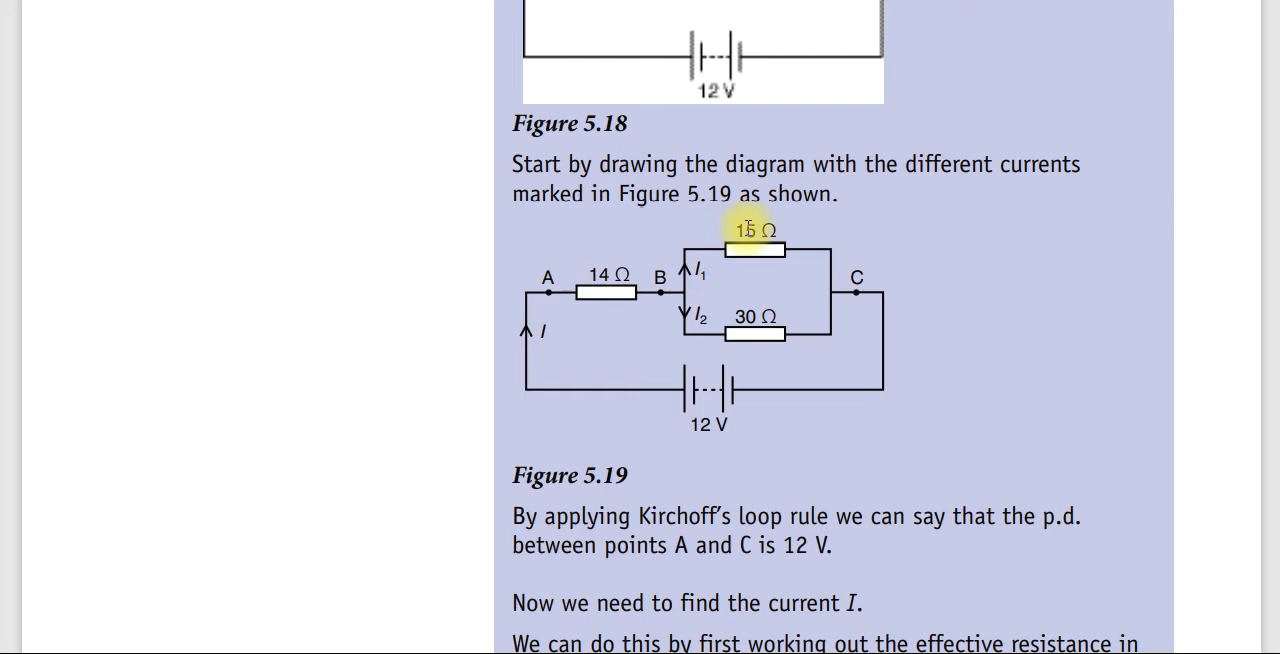 12 V
Figure 5.18
Start by drawing the diagram with the different currents
marked in Figure 5.19 as shown.
15 Ω
A 14 Ω B I1 C
I I2 30 Ω
12 V
Figure 5.19
By applying Kirchoff’s loop rule we can say that the p.d.
between points A and C is 12 V.
Now we need to find the current I.
We can do this by first working out the effective resistance in